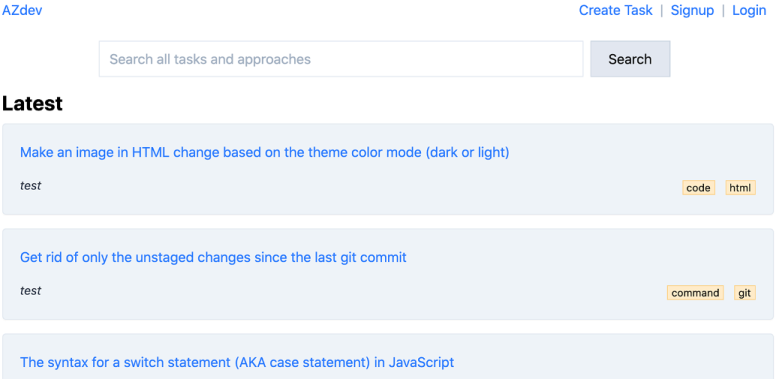 AZdev Create Task | Signup | Login
Search all tasks and approaches Search
Latest
Make an image in HTML change based on the theme color mode (dark or light)
test code html
Get rid of only the unstaged changes since the last git commit
test command git
The syntax for a switch statement (AKA case statement) in JavaScript